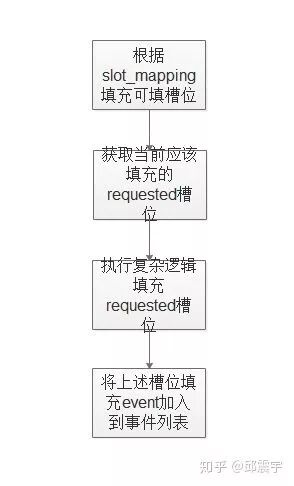 根据
slot_mapping
填充可填槽位
获取当前应该
填充的
requested槽
位
执行复杂逻辑
填充
requested槽
位
将上述槽位填
充event加入
到事件列表
知乎 @邱震宇